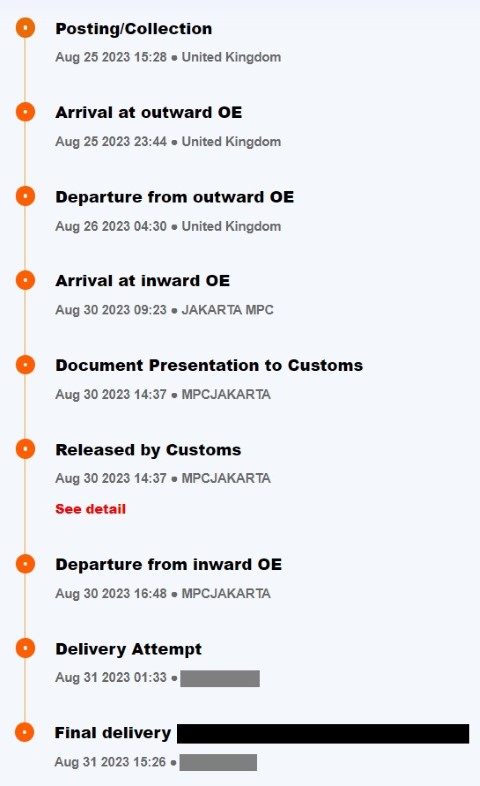 Posting/Collection
Aug 25 2023 15:28 ● United Kingdom
Arrival at outward OE
Aug 25 2023 23:44 ● United Kingdom
Departure from outward OE
Aug 26 2023 04:30 ● United Kingdom
Arrival at inward OE
Aug 30 2023 09:23 ● JAKARTA MPC
Document Presentation to Customs
Aug 30 2023 14:37 ● MPCJAKARTA
Released by Customs
Aug 30 2023 14:37 ● MPCJAKARTA
See detail
Departure from inward OE
Aug 30 2023 16:48 ● MPCJAKARTA
Delivery Attempt
Aug 31 2023 01:33 ●
Final delivery
Aug 31 2023 15:26 ●